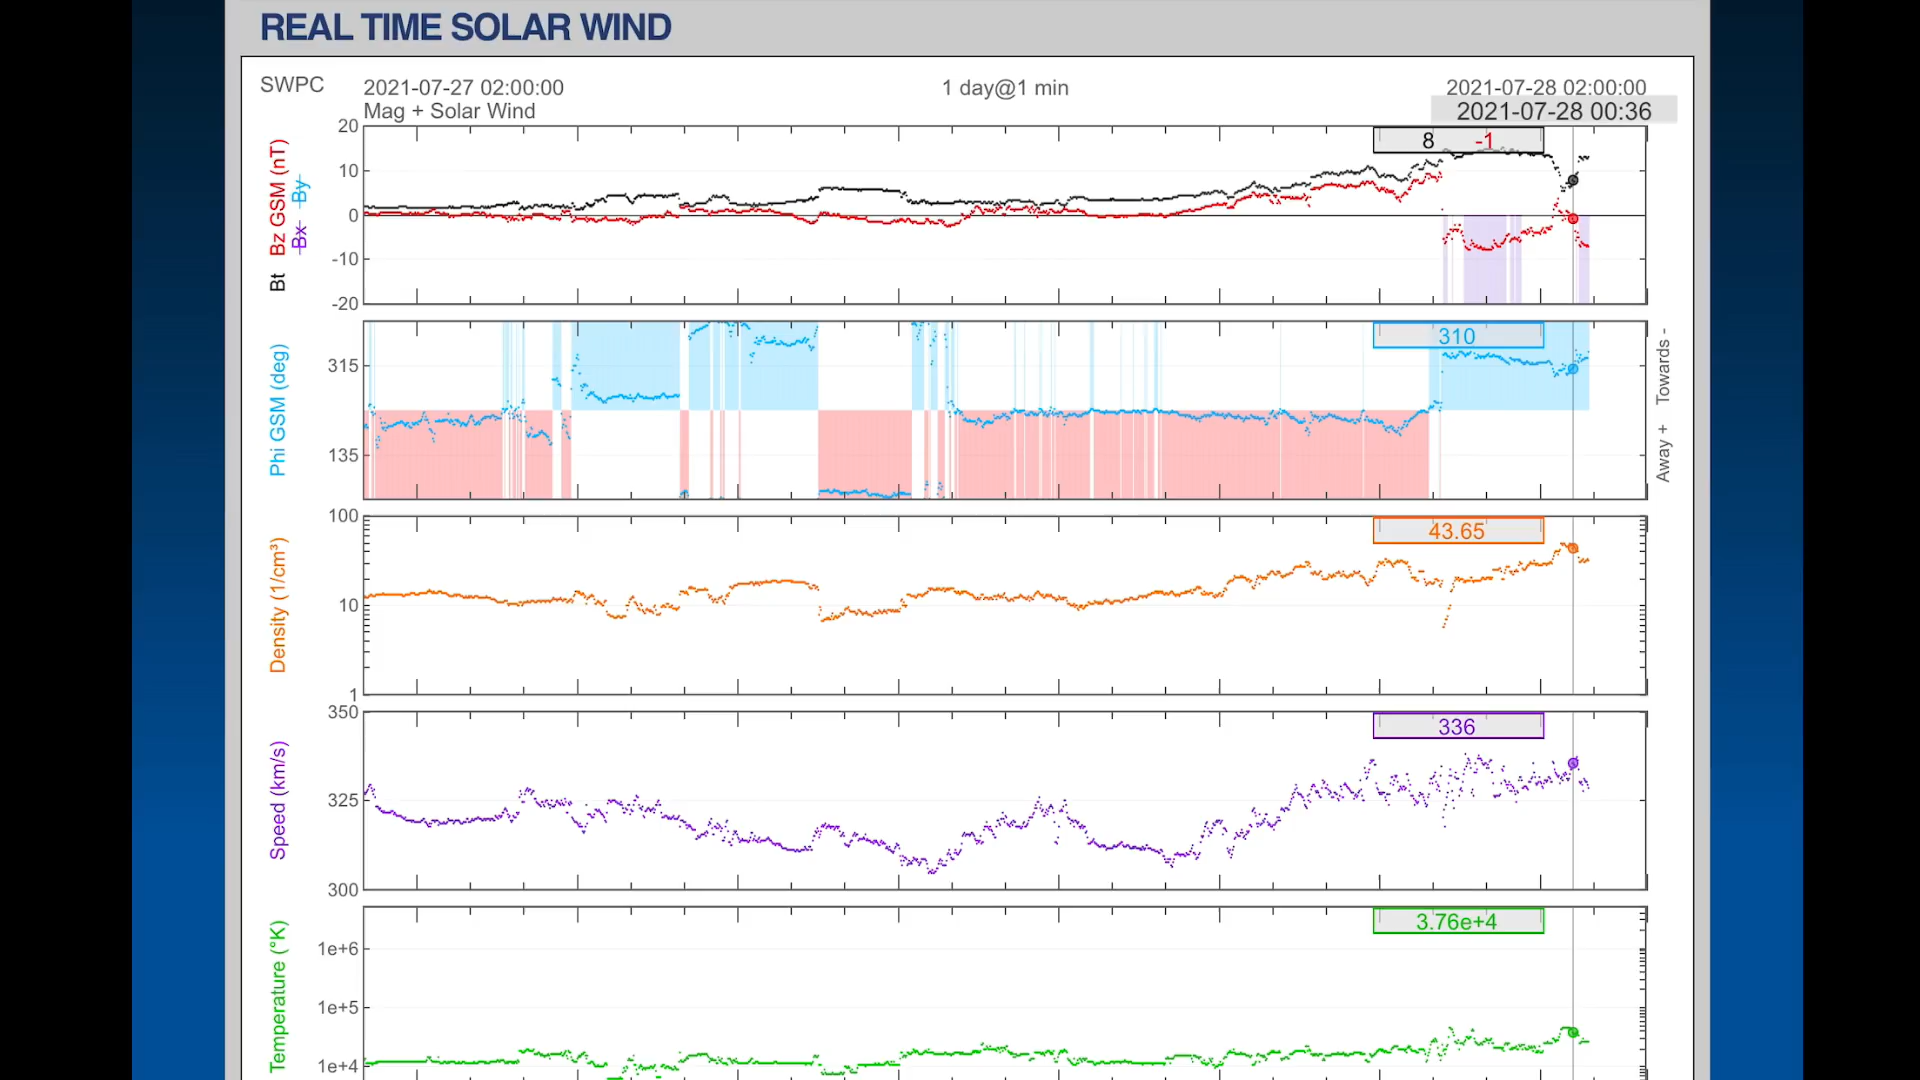 REAL TIME SOLAR WIND
SWPC
2021-07-27 02:00:00
1 day@1 min
2021-07-28 02:00:00
Mag + Solar Wind
2021-07-28 00:36
Bt Bz GSM (nT)
Bx By
20
10
0
-10
-20
8 -1
Phi GSM (deg)
315
135
310
Away + Towards -
Density (1/cm³)
100
10
1
43.65
Speed (km/s)
350
325
300
336
Temperature (°K)
1e+6
1e+5
1e+4
3.76e+4